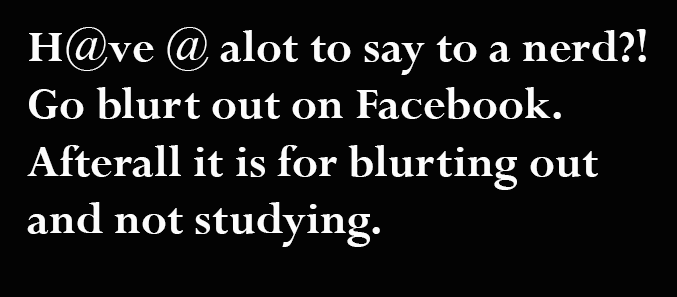 H@ve @ alot to say to a nerd?!
Go blurt out on Facebook.
Afterall it is for blurting out
and not studying.